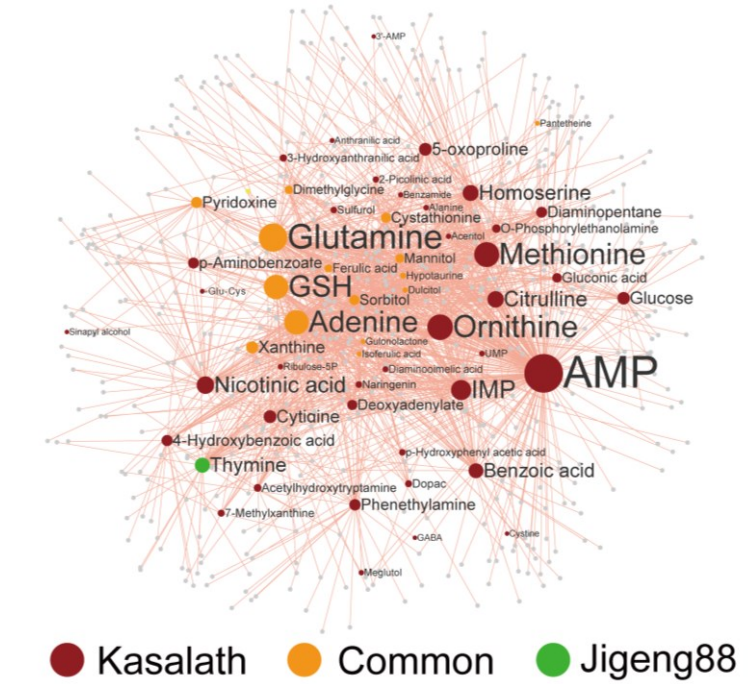 3'-AMP
Pantetheine
Anthranilic acid
5-oxoproline
3-Hydroxyanthranilic acid
2-Picolinic acid
Dimethylglycine
Benzamide
Homoserine
Pyridoxine
Sulfurol
Alanine
Diaminopentane
Cystathionine
O-Phosphorylethanolamine
Glutamine
Acentol
Methionine
p-Aminobenzoate
Ferulic acid
Mannitol
Hypotaurine
Gluconic acid
Glu-Cys
GSH
Dulcitol
Sorbitol
Citrulline
Glucose
Adenine
Ornithine
Sinapyl alcohol
Gulonolactone
Xanthine
Isoferulic acid
UMP
Ribulose-5P
Diaminooimelic acid
AMP
Nicotinic acid
Naringenin
IMP
Deoxyadenylate
Cytiaine
4-Hydroxybenzoic acid
p-Hydroxyphenyl acetic acid
Thymine
Benzoic acid
Acetylhydroxytryptamine
Dopac
Phenethylamine
7-Methylxanthine
GABA
Cystine
Meglutol
Kasalath Common Jigeng88